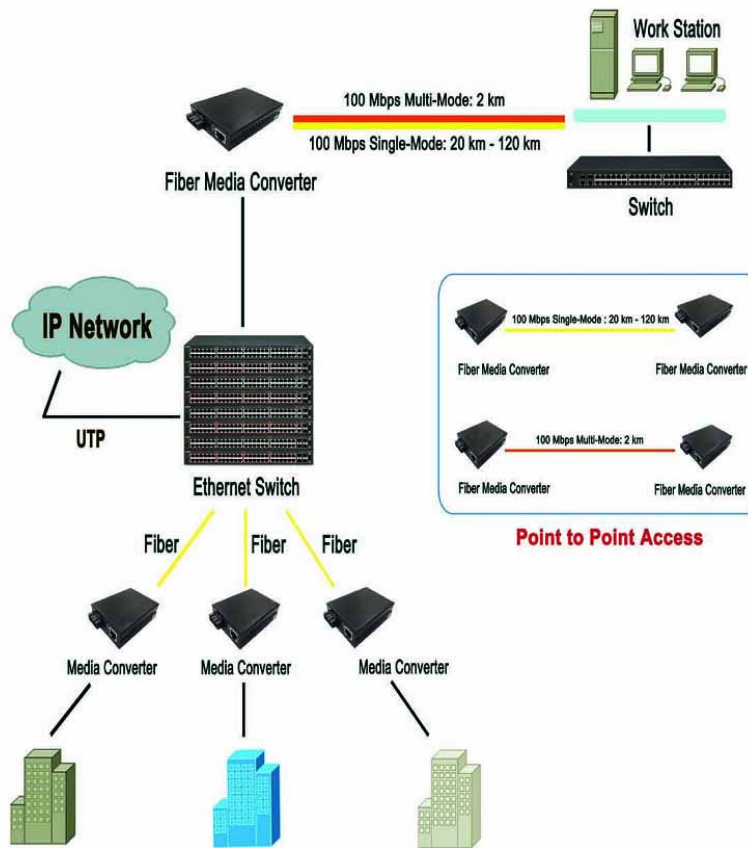 Work Station
100 Mbps Multi-Mode: 2 km
100 Mbps Single-Mode: 20 km - 120 km
Fiber Media Converter
Switch
IP Network
UTP
Ethernet Switch
100 Mbps Single-Mode : 20 km - 120 km
Fiber Media Converter
Fiber Media Converter
100 Mbps Multi-Mode: 2 km
Fiber Media Converter
Fiber Media Converter
Point to Point Access
Fiber
Fiber
Fiber
Media Converter
Media Converter
Media Converter